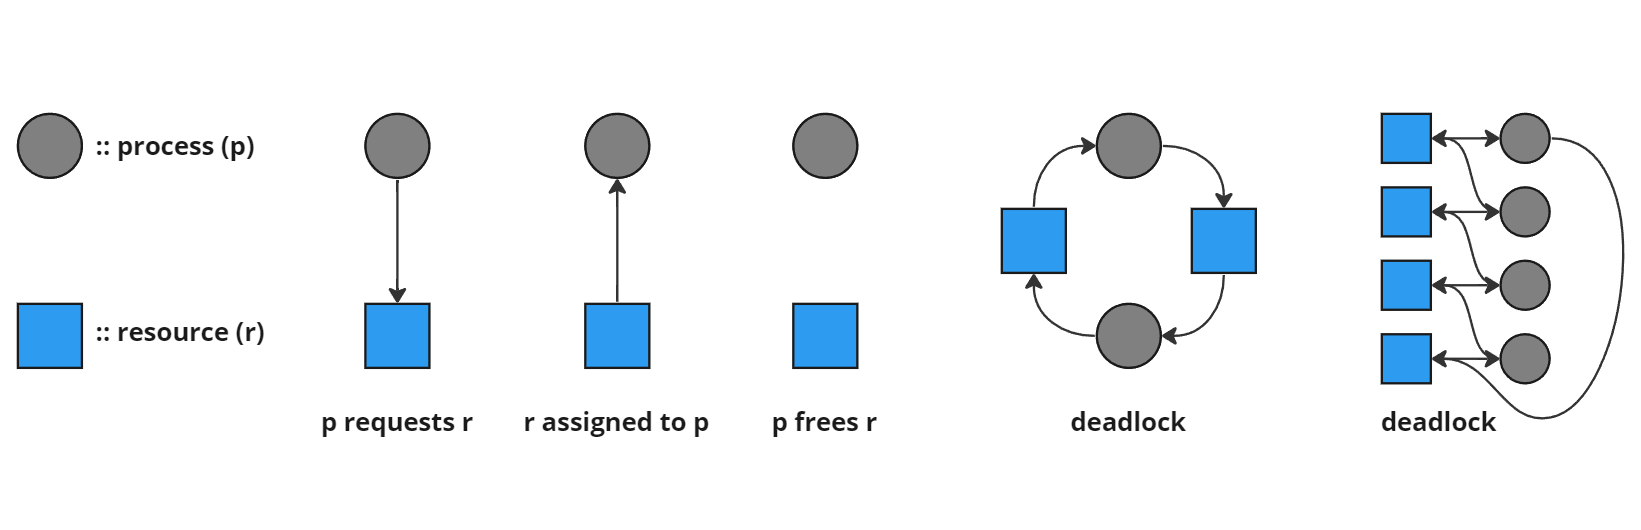 :: process (p)
:: resource (r)
p requests r
r assigned to p
p frees r
deadlock
deadlock